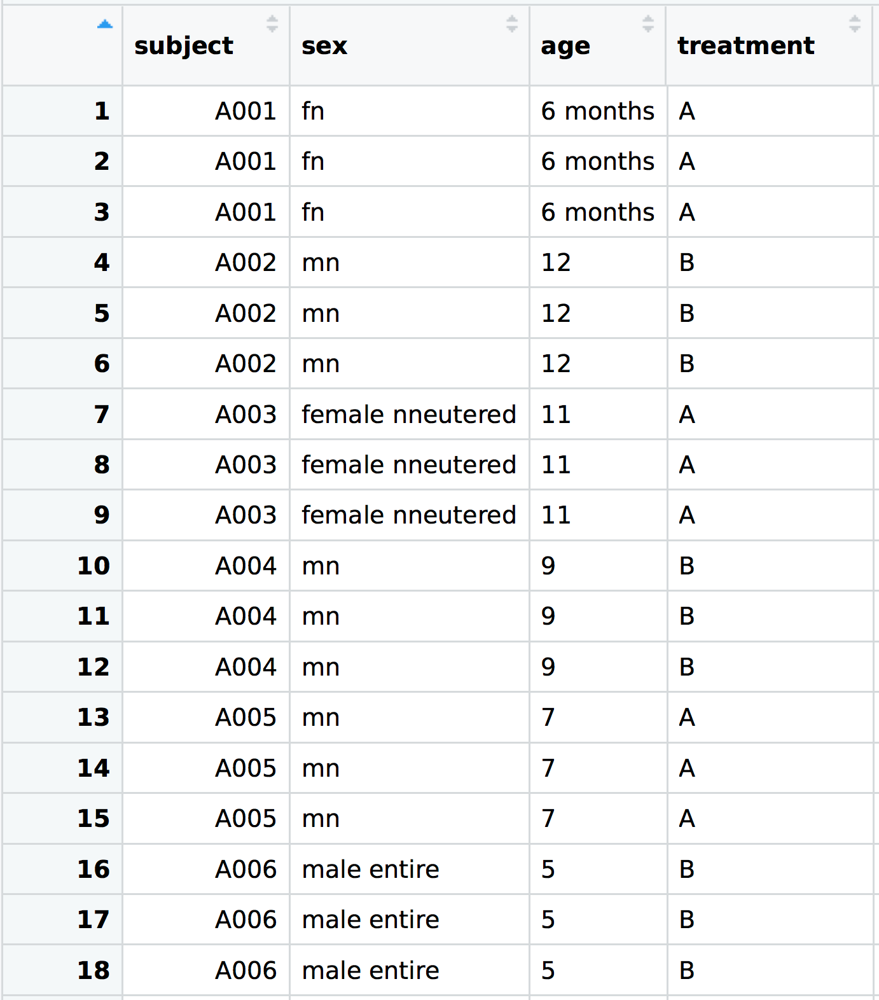 subject sex age treatment
1 A001 fn 6 months A
2 A001 fn 6 months A
3 A001 fn 6 months A
4 A002 mn 12 B
5 A002 mn 12 B
6 A002 mn 12 B
7 A003 female nneutered 11 A
8 A003 female nneutered 11 A
9 A003 female nneutered 11 A
10 A004 mn 9 B
11 A004 mn 9 B
12 A004 mn 9 B
13 A005 mn 7 A
14 A005 mn 7 A
15 A005 mn 7 A
16 A006 male entire 5 B
17 A006 male entire 5 B
18 A006 male entire 5 B